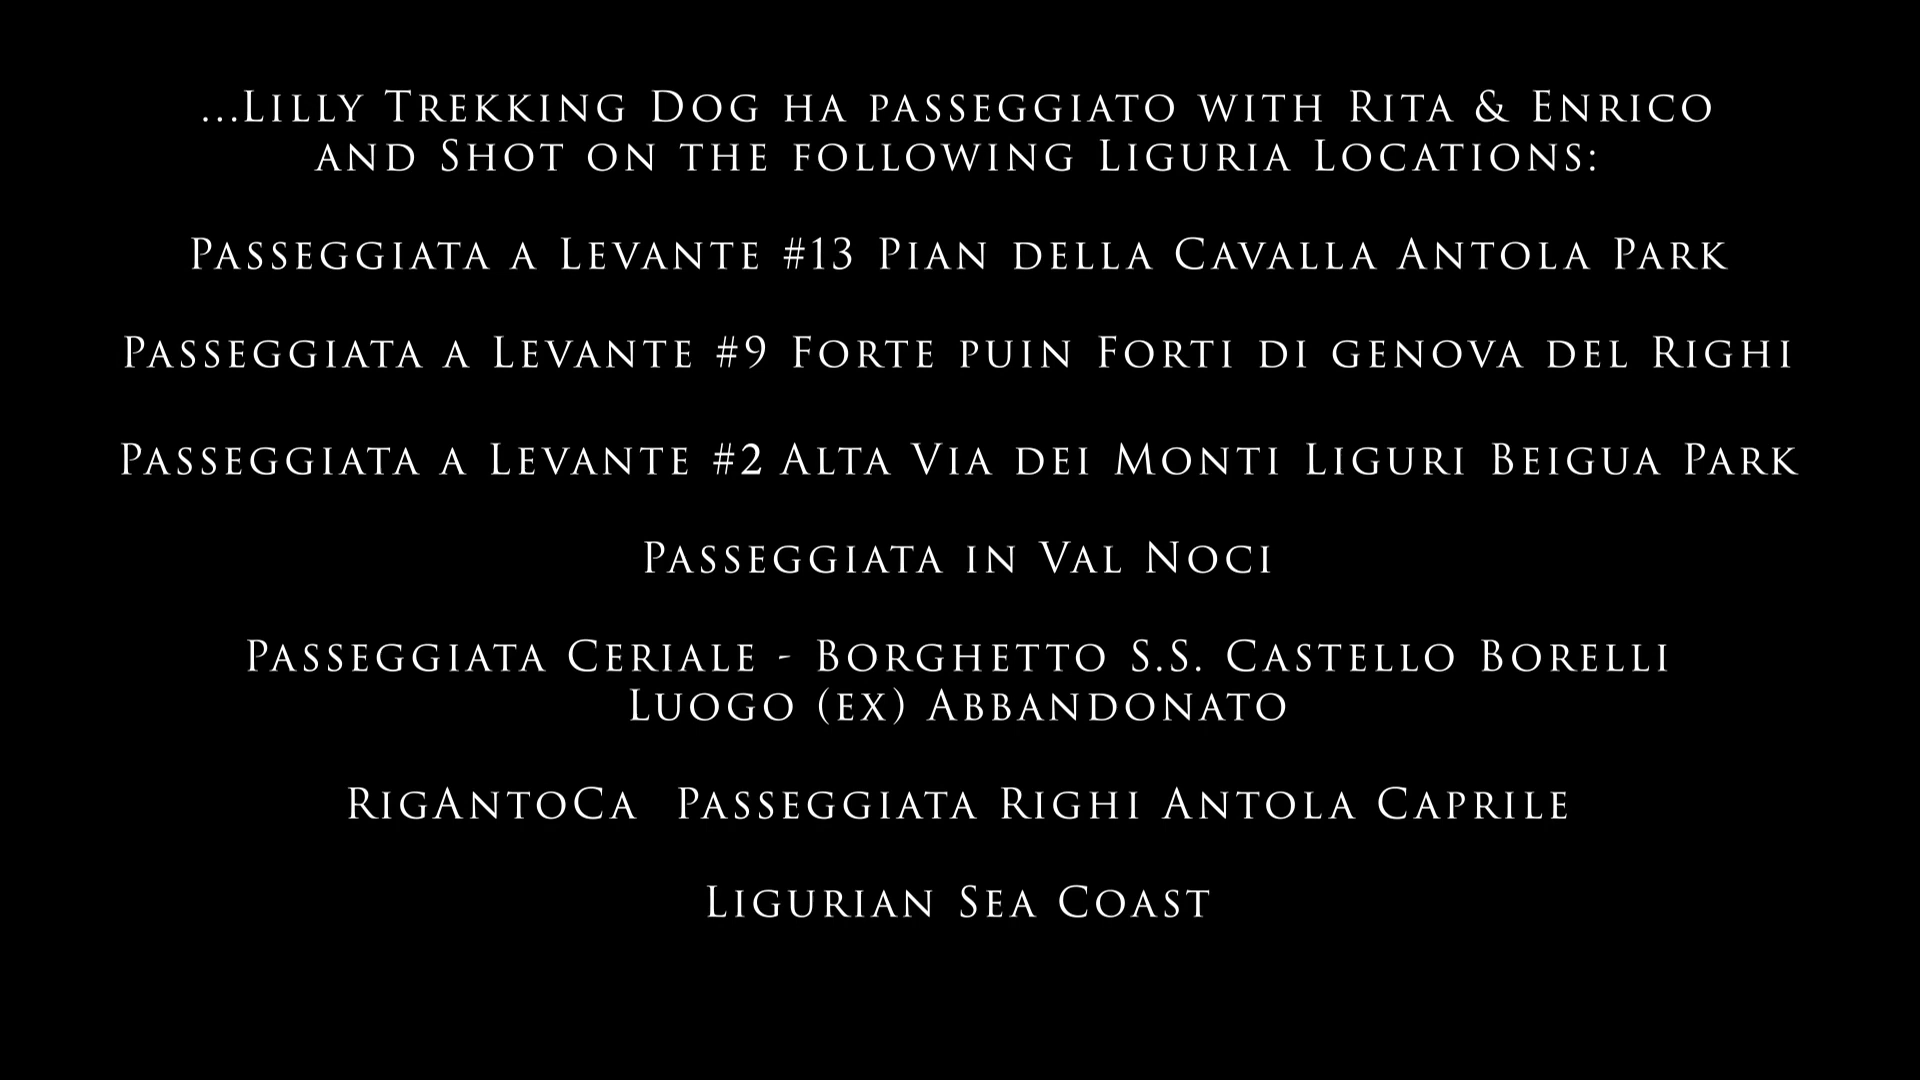 ...Lilly Trekking Dog ha passeggiato with Rita & Enrico
and Shot on the following Liguria Locations:
Passeggiata a Levante #13 Pian della Cavalla Antola Park
Passeggiata a Levante #9 Forte puin Forti di genova del Righi
Passeggiata a Levante #2 Alta Via dei Monti Liguri Beigua Park
Passeggiata in Val Noci
Passeggiata Ceriale - Borghetto S.S. Castello Borelli
Luogo (ex) Abbandonato
RigAntoCa  Passeggiata Righi Antola Caprile
Ligurian Sea Coast